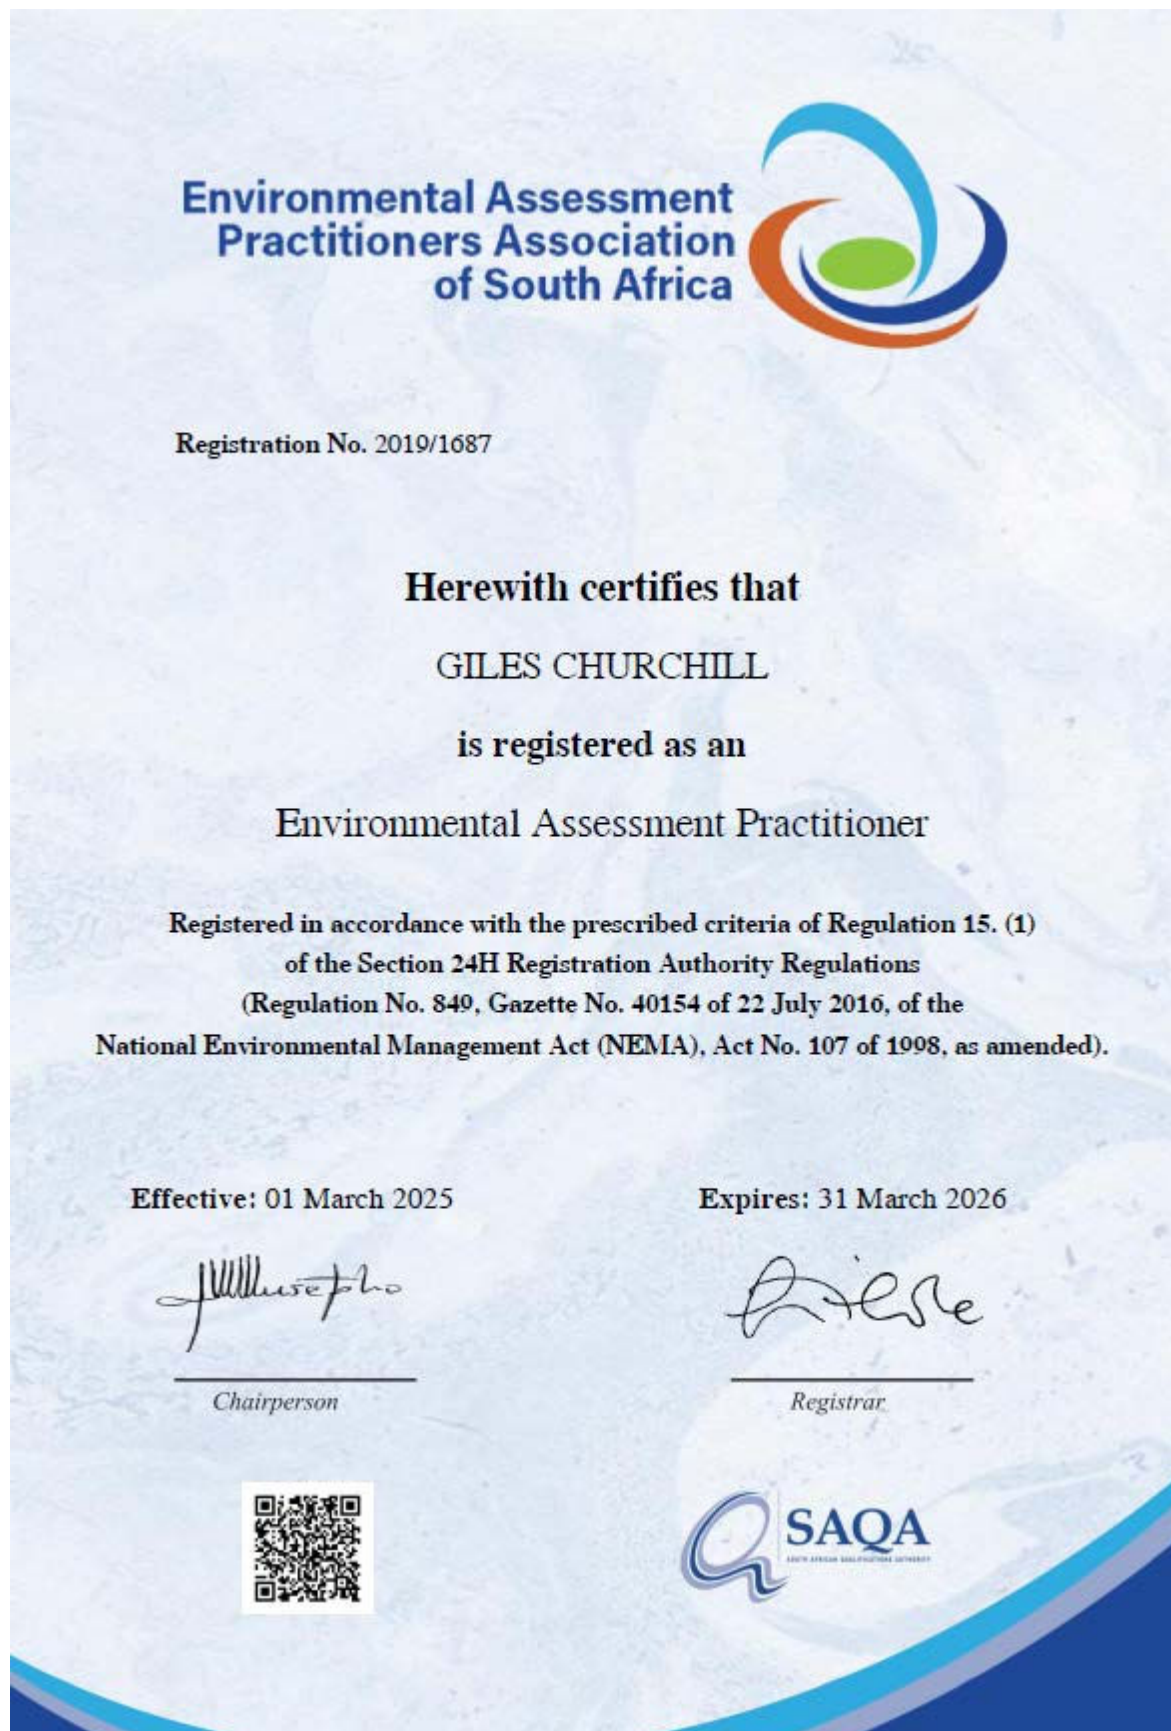 Environmental Assessment
Practitioners Association
of South Africa
Registration No. 2019/1687
Herewith certifies that
GILES CHURCHILL
is registered as an
Environmental Assessment Practitioner
Registered in accordance with the prescribed criteria of Regulation 15. (1)
of the Section 24H Registration Authority Regulations
(Regulation No. 849, Gazette No. 40154 of 22 July 2016, of the
National Environmental Management Act (NEMA), Act No. 107 of 1998, as amended).
Effective: 01 March 2025 Expires: 31 March 2026
Chairperson Registrar
SAQA
SOUTH AFRICAN QUALIFICATIONS AUTHORITY